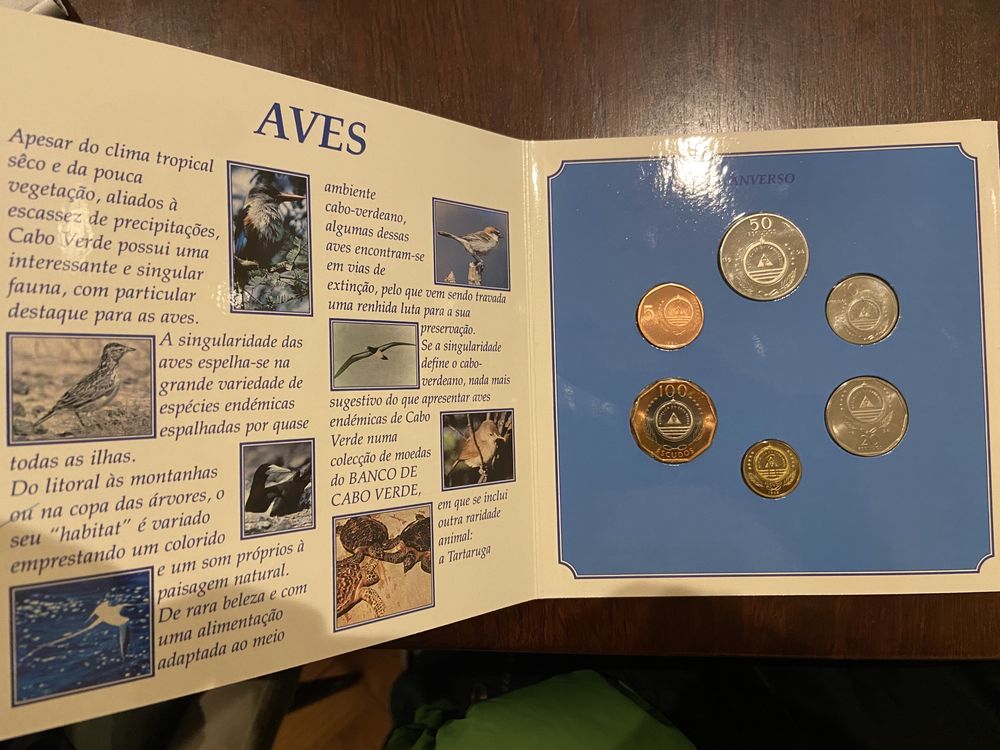 AVES
Apesar do clima tropical
sêco e da pouca
vegetação, aliados à
escassez de precipitações,
Cabo Verde possui uma
interessante e singular
fauna, com particular
destaque para as aves.
A singularidade das
aves espelha-se na
grande variedade de
espécies endémicas
espalhadas por quase
todas as ilhas.
Do litoral às montanhas
ou na copa das árvores, o
seu "habitat" é variado
emprestando um colorido
e um som próprios à
paisagem natural.
De rara beleza e com
uma alimentação
adaptada ao meio
ambiente
cabo-verdeano,
algumas dessas
aves encontram-se
em vias de
extinção, pelo que vem sendo travada
uma renhida luta para a sua
preservação.
Se a singularidade
define o cabo-
verdeano, nada mais
sugestivo do que apresentar aves
endémicas de Cabo
Verde numa
colecção de moedas
do BANCO DE
CABO VERDE,
em que se inclui
outra raridade
animal:
a Tartaruga
ANVERSO
50
5
100
ESCUDOS
20